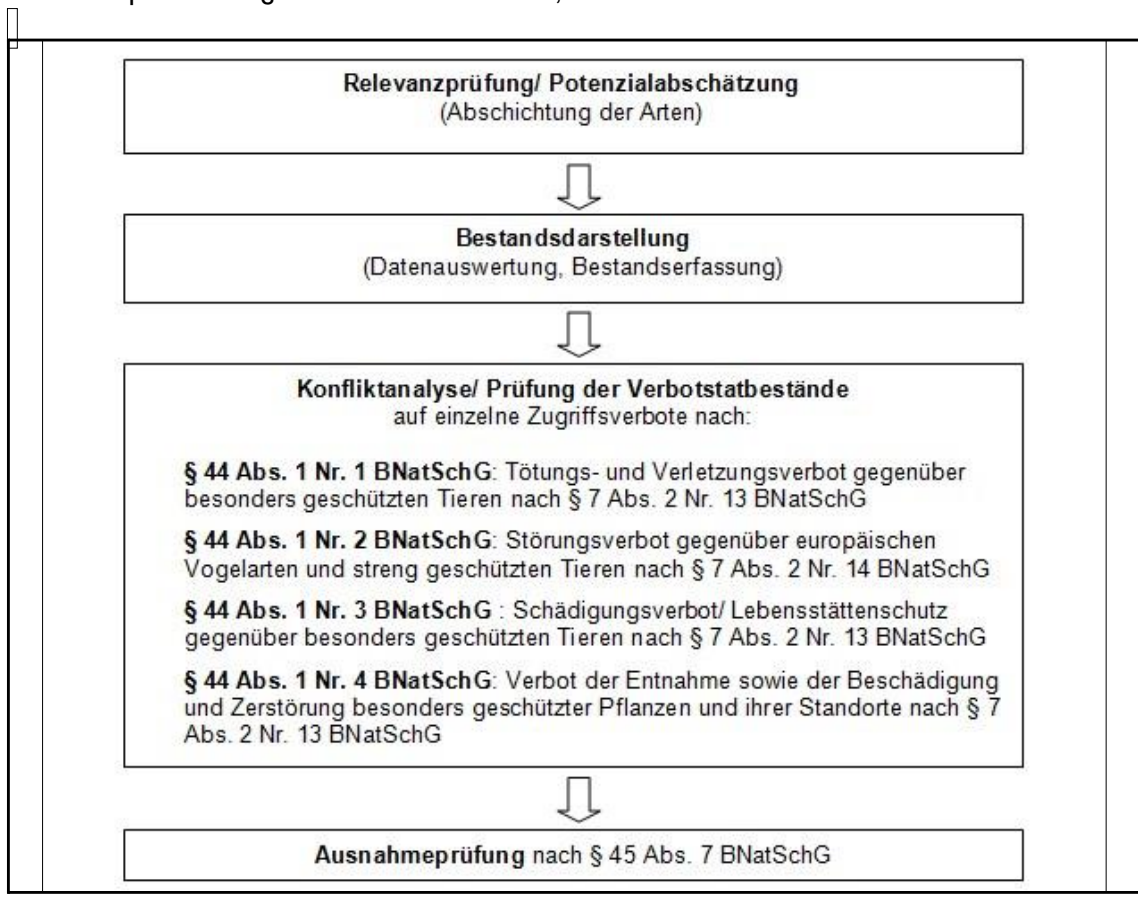 Relevanzprüfung/ Potenzialabschätzung
(Abschichtung der Arten)
Bestandsdarstellung
(Datenauswertung, Bestandserfassung)
Konfliktanalyse/ Prüfung der Verbotstatbestände
auf einzelne Zugriffsverbote nach:
§ 44 Abs. 1 Nr. 1 BNatSchG: Tötungs- und Verletzungsverbot gegenüber
besonders geschützten Tieren nach § 7 Abs. 2 Nr. 13 BNatSchG
§ 44 Abs. 1 Nr. 2 BNatSchG: Störungsverbot gegenüber europäischen
Vogelarten und streng geschützten Tieren nach § 7 Abs. 2 Nr. 14 BNatSchG
§ 44 Abs. 1 Nr. 3 BNatSchG : Schädigungsverbot/ Lebensstättenschutz
gegenüber besonders geschützten Tieren nach § 7 Abs. 2 Nr. 13 BNatSchG
§ 44 Abs. 1 Nr. 4 BNatSchG: Verbot der Entnahme sowie der Beschädigung
und Zerstörung besonders geschützter Pflanzen und ihrer Standorte nach § 7
Abs. 2 Nr. 13 BNatSchG
Ausnahmeprüfung nach § 45 Abs. 7 BNatSchG